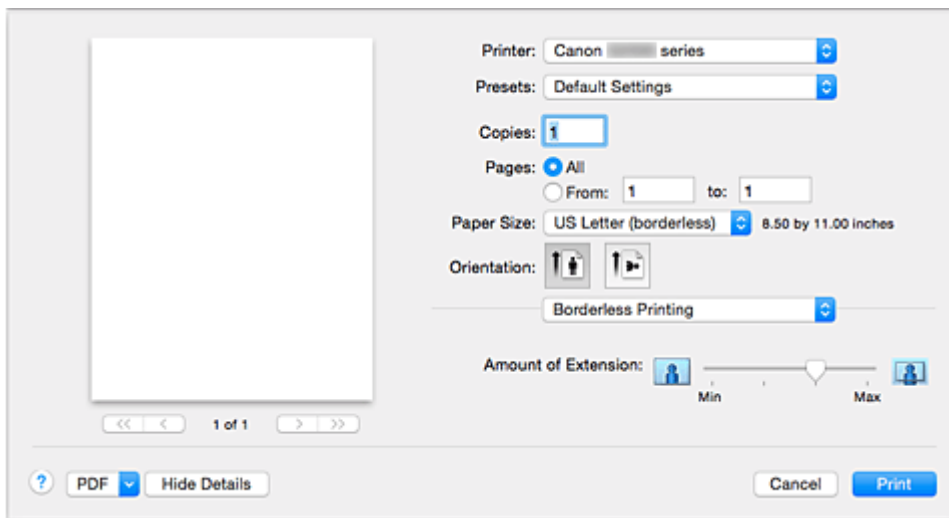 Printer: Canon series
Presets: Default Settings
Copies: 1
Pages: All
From: 1 to: 1
Paper Size: US Letter (borderless) 8.50 by 11.00 inches
Orientation:
Borderless Printing
Amount of Extension:
Min Max
<< < 1 of 1 > >>
? PDF Hide Details Cancel Print